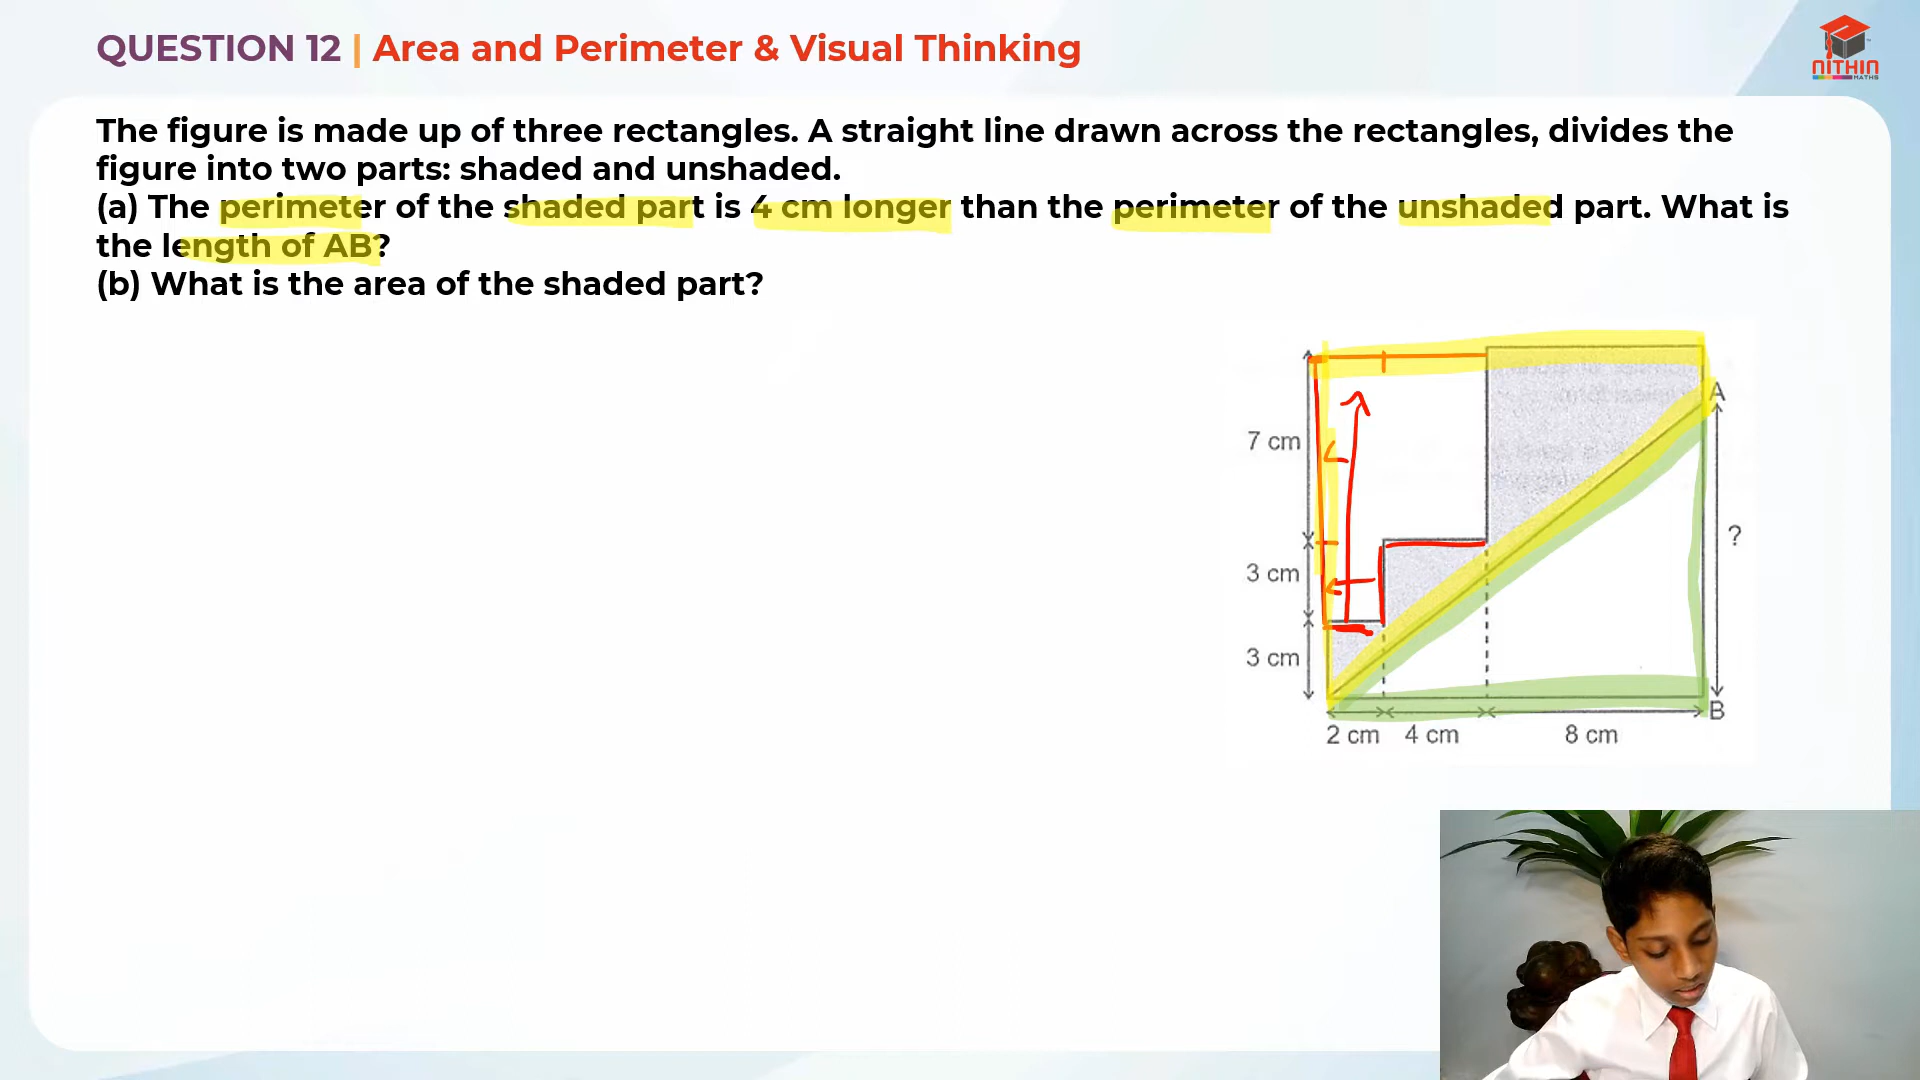 QUESTION 12 | Area and Perimeter & Visual Thinking
NITHIN
MATHS
The figure is made up of three rectangles. A straight line drawn across the rectangles, divides the
figure into two parts: shaded and unshaded.
(a) The perimeter of the shaded part is 4 cm longer than the perimeter of the unshaded part. What is
the length of AB?
(b) What is the area of the shaded part?
A
7 cm
?
3 cm
3 cm
B
2 cm 4 cm 8 cm